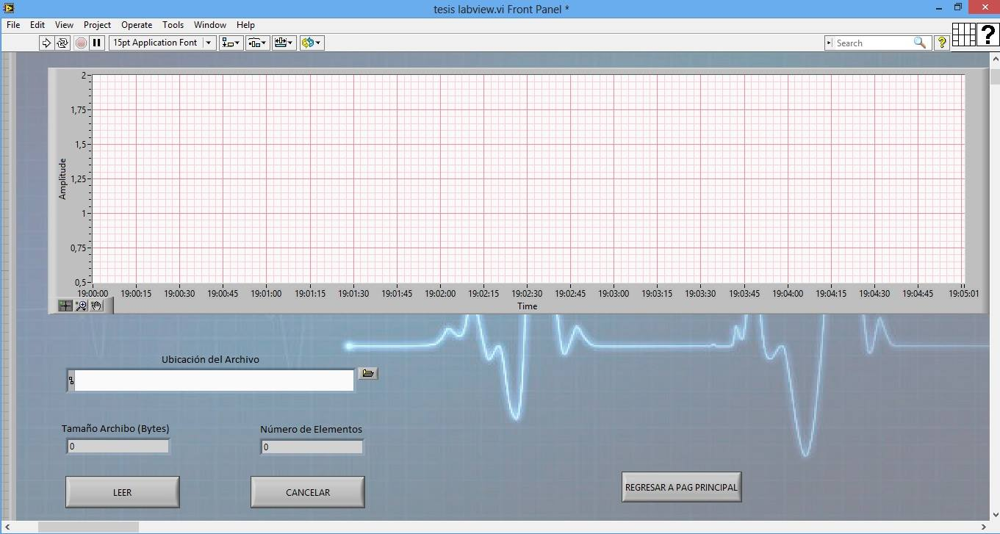 tesis labview.vi Front Panel *
File Edit View Project Operate Tools Window Help
15pt Application Font
Search
?
?
2
1,75
1,5
1,25
1
0,75
0,5
Amplitude
19:00:00 19:00:15 19:00:30 19:00:45 19:01:00 19:01:15 19:01:30 19:01:45 19:02:00 19:02:15 19:02:30 19:02:45 19:03:00 19:03:15 19:03:30 19:03:45 19:04:00 19:04:15 19:04:30 19:04:45 19:05:01
Time
Ubicación del Archivo
Tamaño Archibo (Bytes) Número de Elementos
0 0
LEER CANCELAR REGRESAR A PAG PRINCIPAL